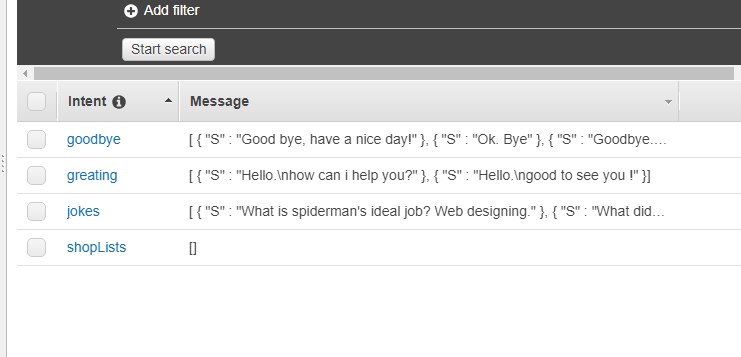 Add filter
Start search
Intent Message
goodbye [ { "S" : "Good bye, have a nice day!" }, { "S" : "Ok. Bye" }, { "S" : "Goodbye.…
greating [ { "S" : "Hello.\nhow can i help you?" }, { "S" : "Hello.\ngood to see you !" }]
jokes [ { "S" : "What is spiderman's ideal job? Web designing." }, { "S" : "What did…
shopLists []